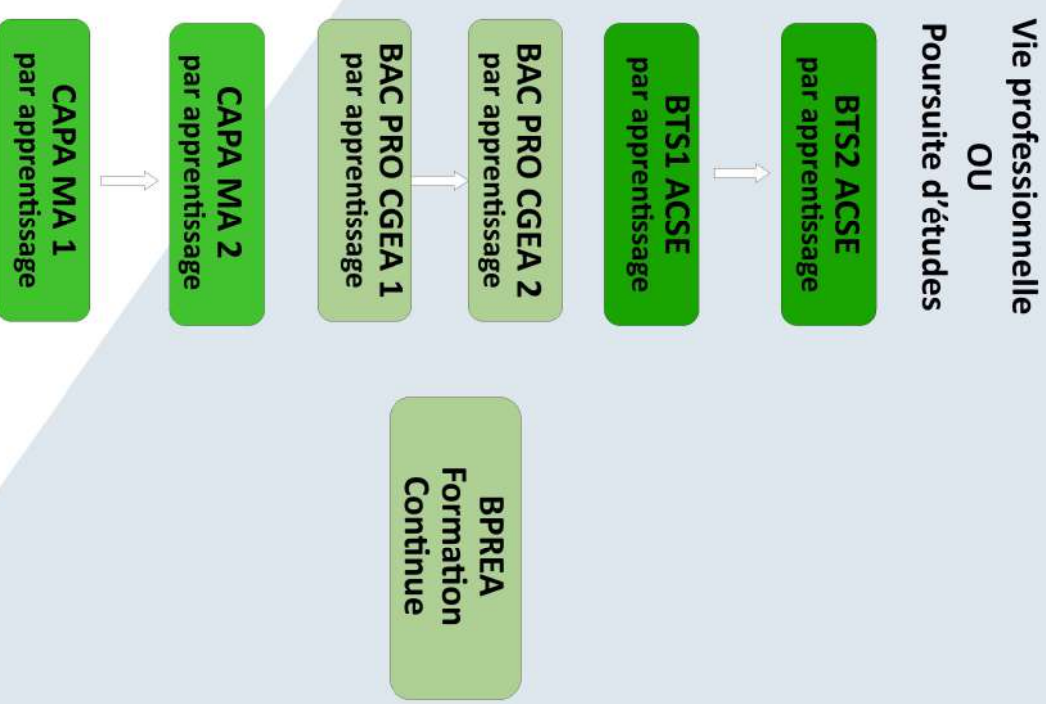 Vie professionnelle
OU
Poursuite d'études
BTS2 ACSE
par apprentissage
BTS1 ACSE
par apprentissage
BAC PRO CGEA 2
par apprentissage
BAC PRO CGEA 1
par apprentissage
CAPA MA 2
par apprentissage
CAPA MA 1
par apprentissage
BPREA
Formation
Continue